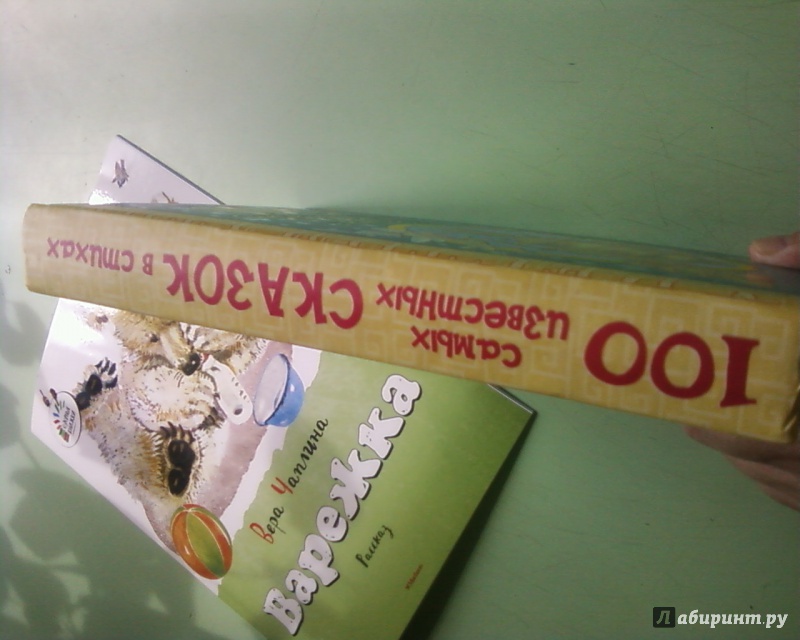 100
самых
известных
СКАЗОК
в стихах
Вера Чаплина
Варежка
Рассказ
Лабиринт.ру